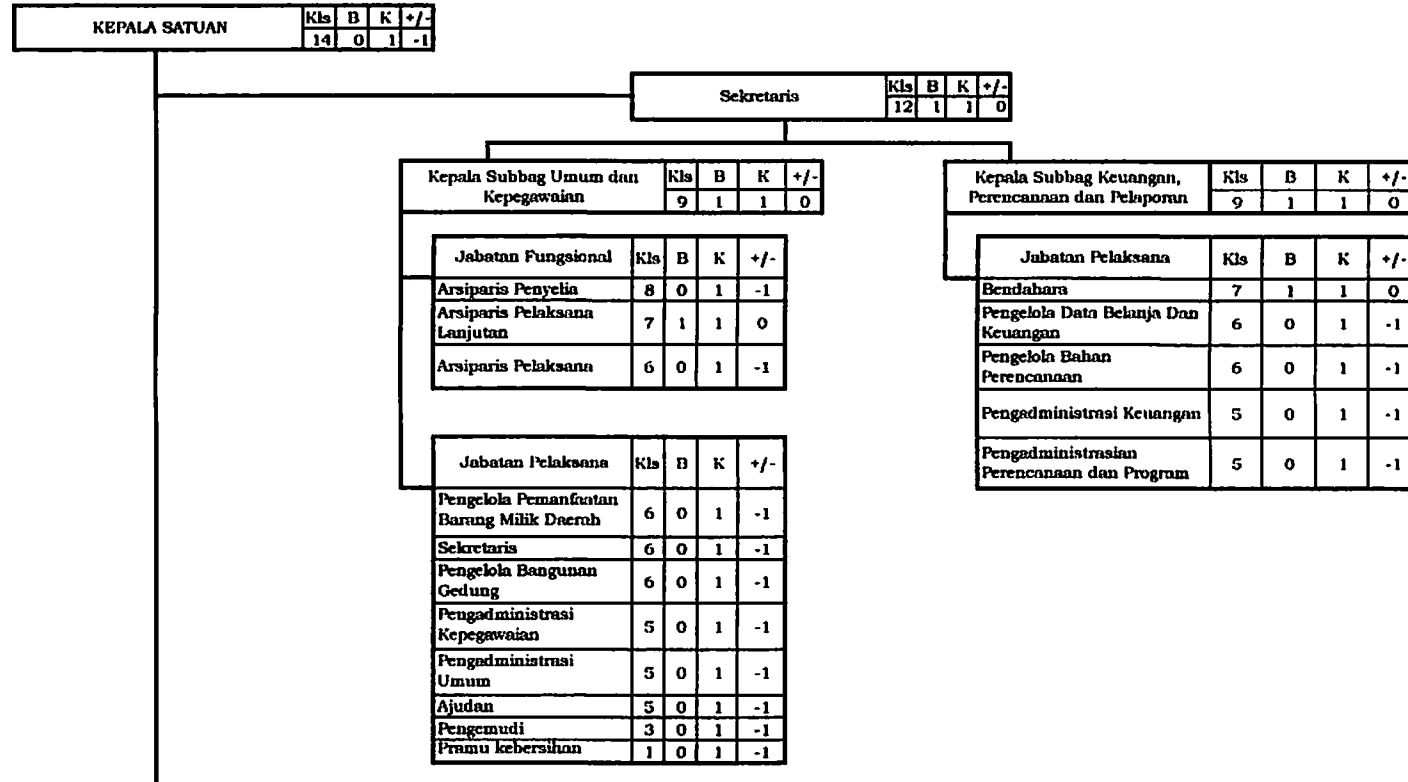 KEPALA SATUAN Kls B K +/-
14 0 1 -1
Sekretaris Kls B K +/-
12 1 1 0
Kepala Subbag Umum dan Kepegawaian Kls B K +/-
9 1 1 0
Jabatan Fungsional Kls B K +/-
Arsiparis Penyelia 8 0 1 -1
Arsiparis Pelaksana
Lanjutan 7 1 1 0
Arsiparis Pelaksana 6 0 1 -1
Jabatan Pelaksana Kls B K +/-
Pengelola Pemanfaatan
Barang Milik Daerah 6 0 1 -1
Sekretaris 6 0 1 -1
Pengelola Bangunan
Gedung 6 0 1 -1
Pengadministrasi
Kepegawaian 5 0 1 -1
Pengadministrasi
Umum 5 0 1 -1
Ajudan 5 0 1 -1
Pengemudi 3 0 1 -1
Pramu kebersihan 1 0 1 -1
Kepala Subbag Keuangan,
Perencanaan dan Pelaporan Kls B K +/-
9 1 1 0
Jabatan Pelaksana Kls B K +/-
Bendahara 7 1 1 0
Pengelola Data Belanja Dan
Keuangan 6 0 1 -1
Pengelola Bahan
Perencanaan 6 0 1 -1
Pengadministrasi Keuangan 5 0 1 -1
Pengadministrasian
Perencanaan dan Program 5 0 1 -1